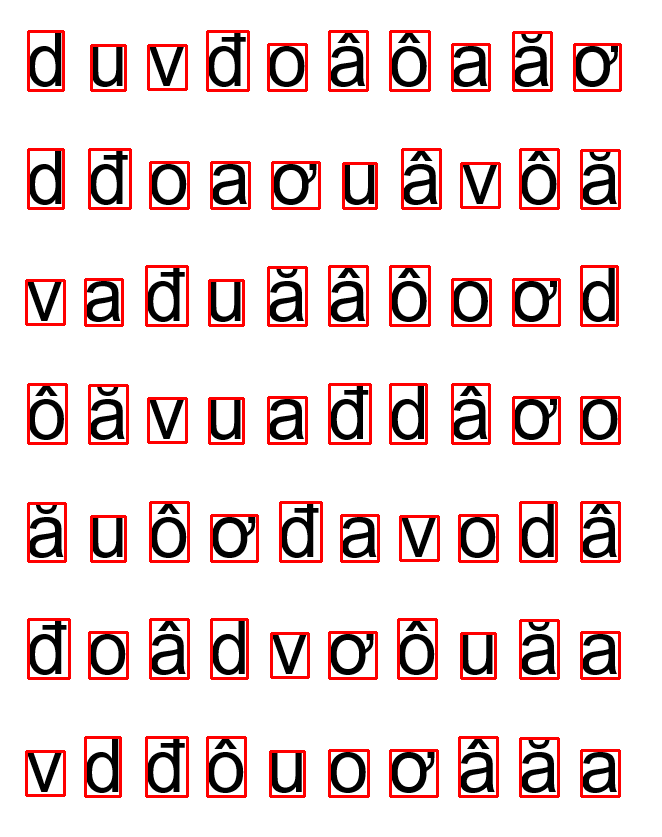 d u v đ o â ô a ă ơ
d đ o a ơ u â v ô ă
v a đ u ă â ô o ơ d
ô ă v u a đ d â ơ o
ă u ô ơ đ a v o d â
đ o â d v ơ ô u ă a
v d đ ô u o ơ â ă a